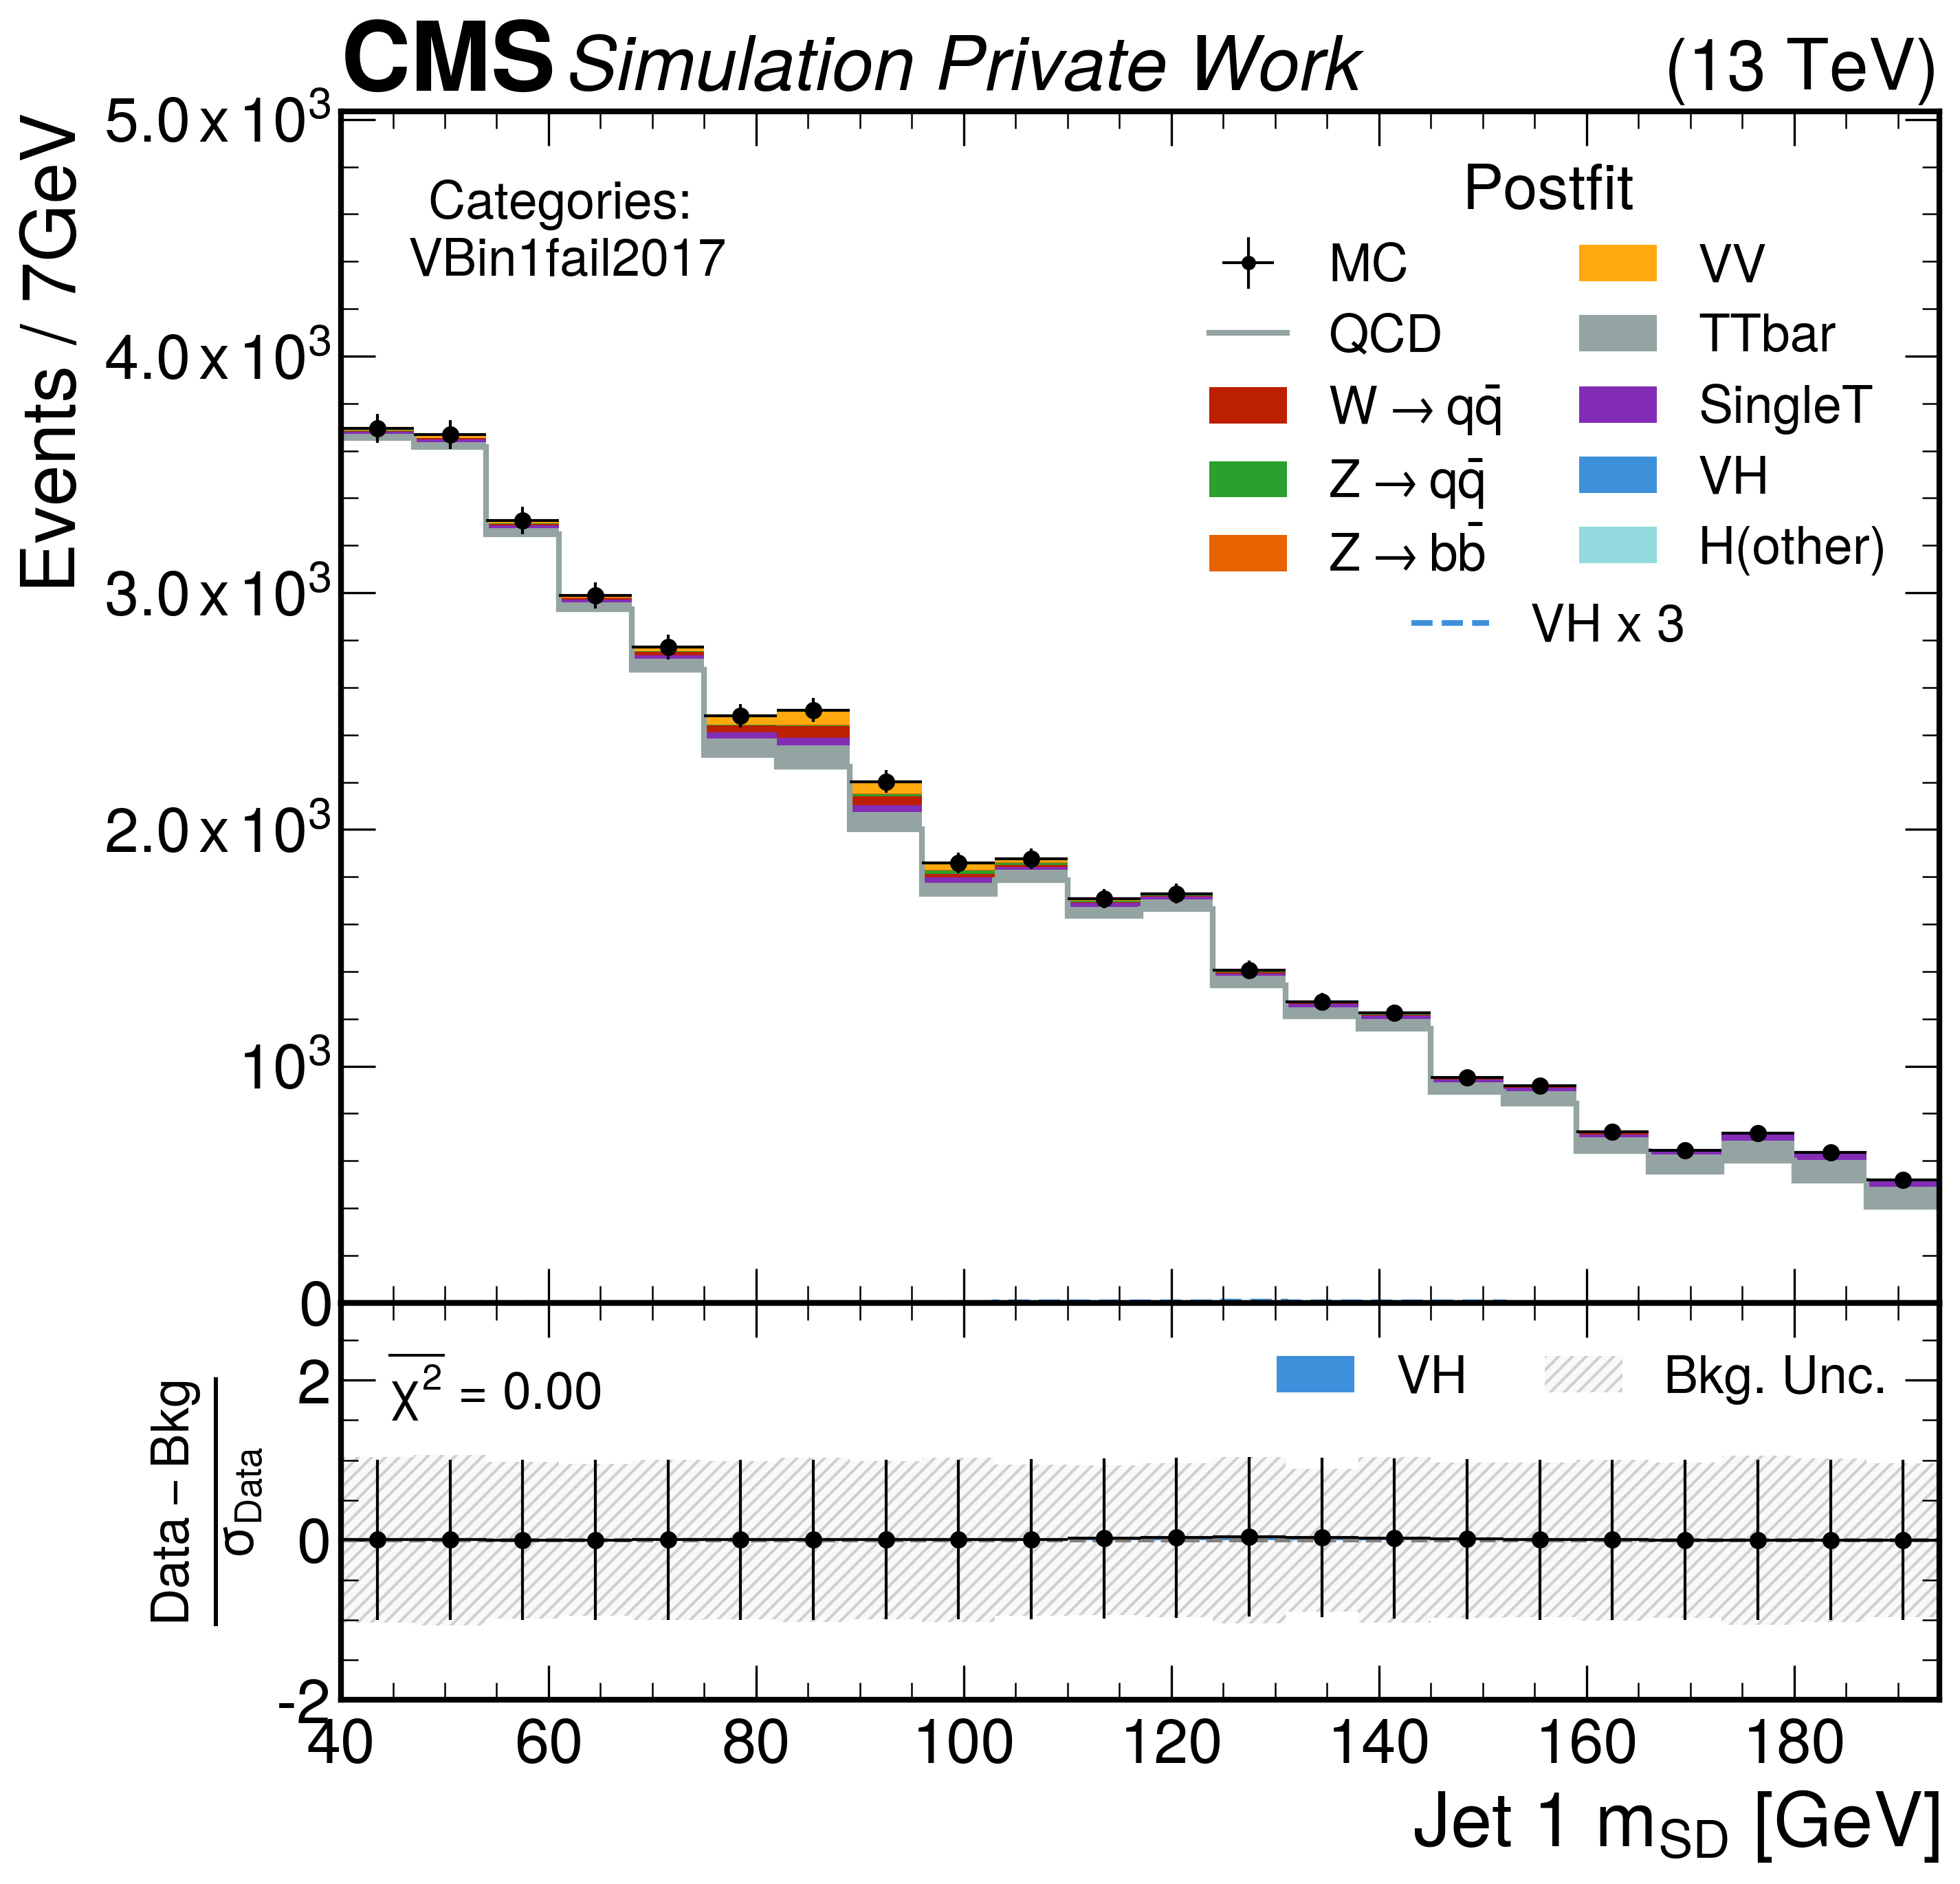 CMS Simulation Private Work (13 TeV)
Events / 7GeV
5.0 x 10³
4.0 x 10³
3.0 x 10³
2.0 x 10³
10³
0
Categories:
VBin1fail2017
Postfit
MC
QCD
W → qq̄
Z → qq̄
Z → bb̄
VV
TTbar
SingleT
VH
H(other)
VH x 3
Data – Bkg
σ_Data
2
0
-2
χ² = 0.00
VH
Bkg. Unc.
40 60 80 100 120 140 160 180
Jet 1 m_SD [GeV]